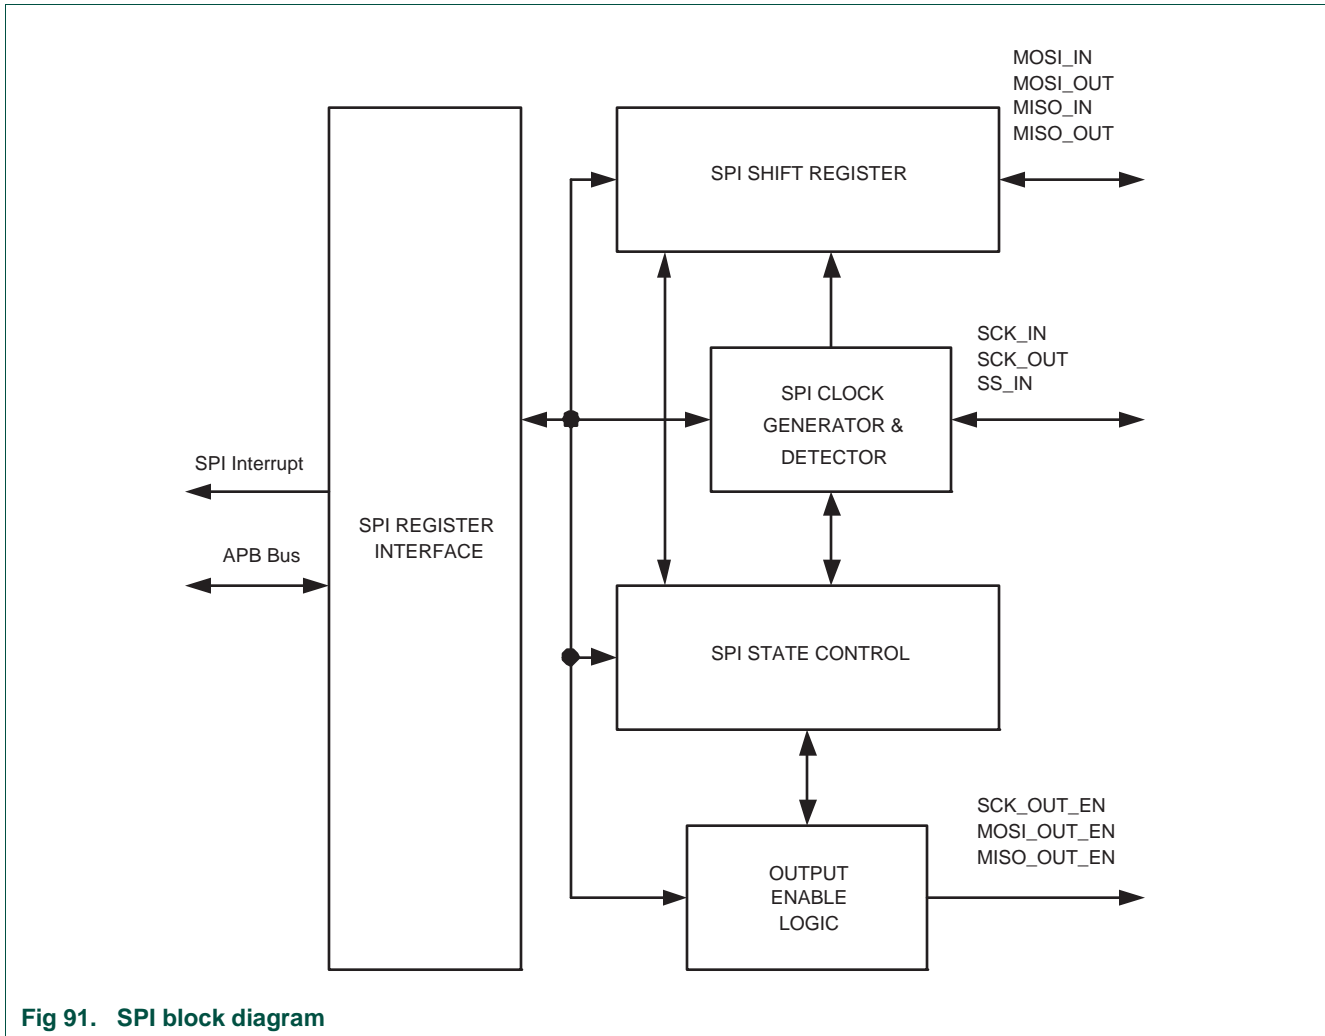 MOSI_IN
MOSI_OUT
MISO_IN
MISO_OUT
SPI SHIFT REGISTER
SCK_IN
SCK_OUT
SS_IN
SPI CLOCK
GENERATOR &
DETECTOR
SPI Interrupt
SPI REGISTER
INTERFACE
APB Bus
SPI STATE CONTROL
SCK_OUT_EN
MOSI_OUT_EN
MISO_OUT_EN
OUTPUT
ENABLE
LOGIC
Fig 91. SPI block diagram